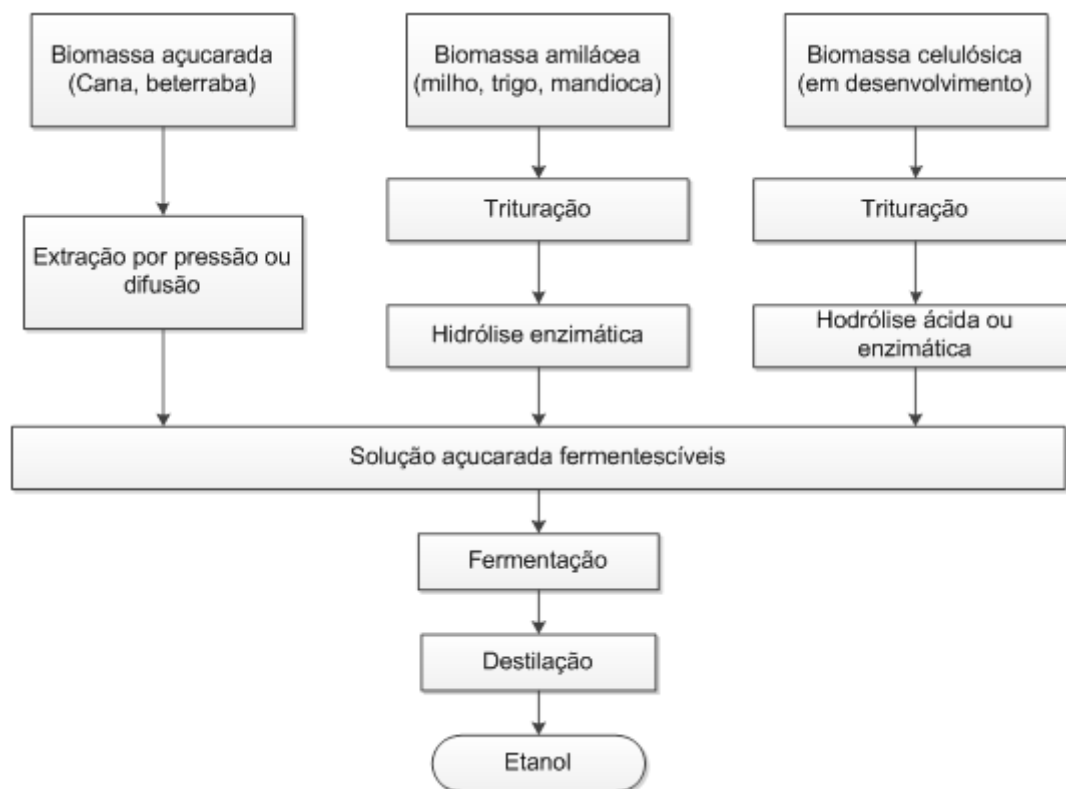 Biomassa açucarada
(Cana, beterraba)
Biomassa amilácea
(milho, trigo, mandioca)
Biomassa celulósica
(em desenvolvimento)
Trituração
Trituração
Extração por pressão ou
difusão
Hidrólise enzimática
Hodrólise ácida ou
enzimática
Solução açucarada fermentescíveis
Fermentação
Destilação
Etanol